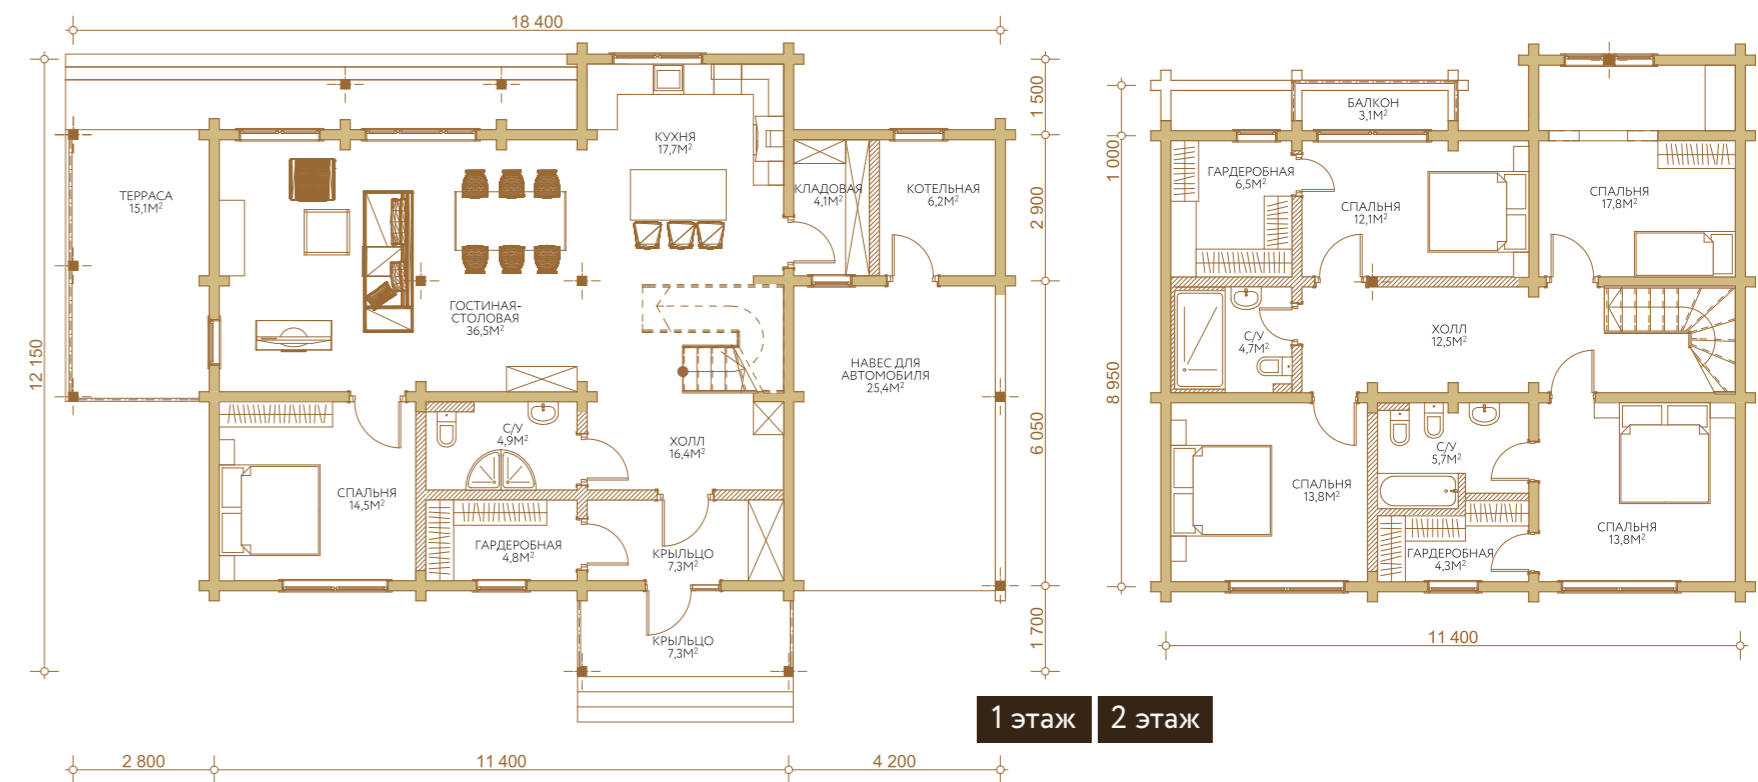 18 400
12 150
ТЕРРАСА
15,1М²
КУХНЯ
17,7М²
КЛАДОВАЯ
4,1М²
КОТЕЛЬНАЯ
6,2М²
ГОСТИНАЯ-
СТОЛОВАЯ
36,5М²
НАВЕС ДЛЯ
АВТОМОБИЛЯ
25,4М²
С/У
4,9М²
ХОЛЛ
16,4М²
СПАЛЬНЯ
14,5М²
ГАРДЕРОБНАЯ
4,8М²
КРЫЛЬЦО
7,3М²
КРЫЛЬЦО
7,3М²
1 500
2 900
6 050
1 700
2 800
11 400
4 200
БАЛКОН
3,1М²
ГАРДЕРОБНАЯ
6,5М²
СПАЛЬНЯ
12,1М²
СПАЛЬНЯ
17,8М²
С/У
4,7М²
ХОЛЛ
12,5М²
СПАЛЬНЯ
13,8М²
С/У
5,7М²
ГАРДЕРОБНАЯ
4,3М²
СПАЛЬНЯ
13,8М²
1 000
8 950
11 400
1 этаж
2 этаж